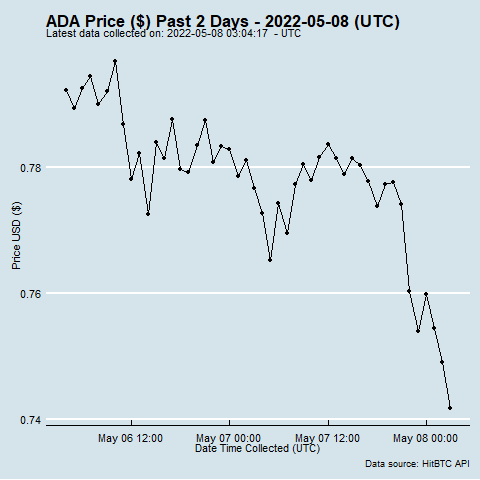 ADA Price ($) Past 2 Days - 2022-05-08 (UTC)
Latest data collected on: 2022-05-08 03:04:17  - UTC
Price USD ($)
0.78
0.76
0.74
May 06 12:00
May 07 00:00
May 07 12:00
May 08 00:00
Date Time Collected (UTC)
Data source: HitBTC API